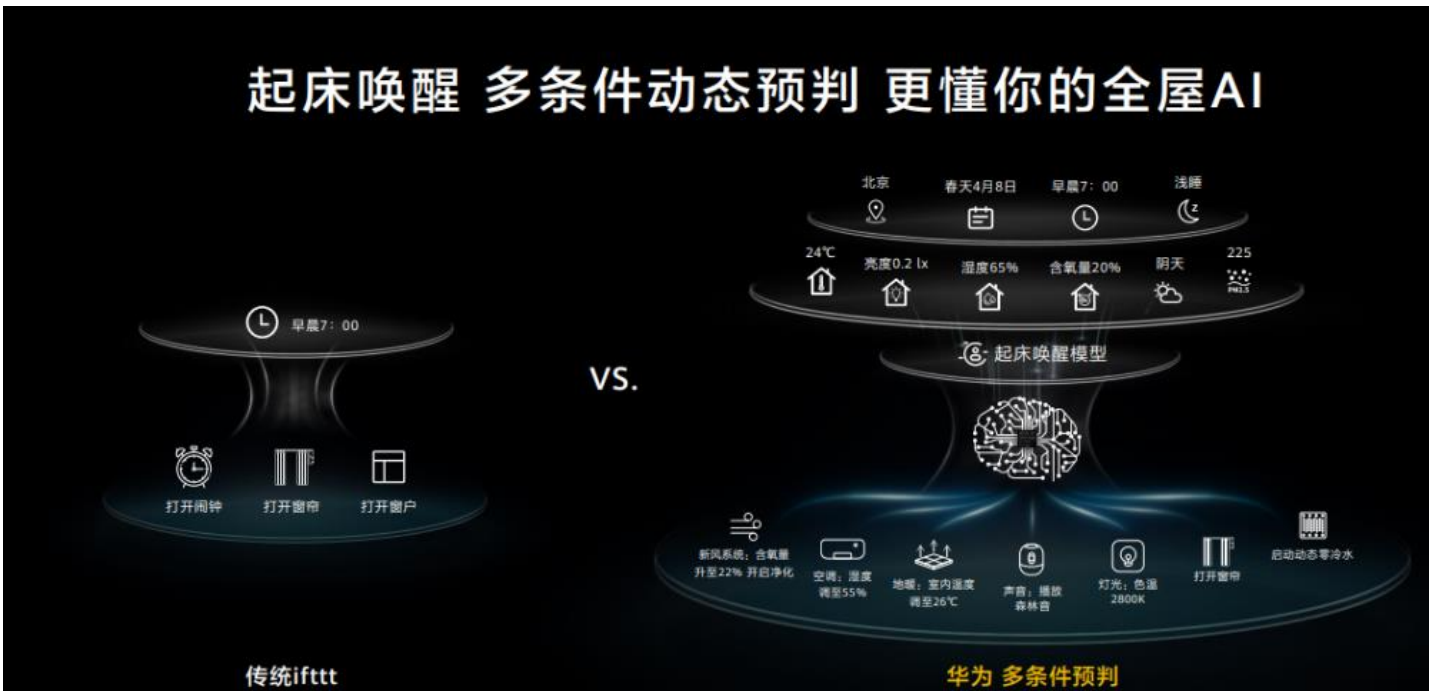 起床唤醒 多条件动态预判 更懂你的全屋AI
早晨7：00
打开闹钟
打开窗帘
打开窗户
传统ifttt
VS.
北京
春天4月8日
早晨7：00
浅睡
24℃
亮度0.2 lx
湿度65%
含氧量20%
阴天
225
PM2.5
起床唤醒模型
新风系统：含氧量
升至22% 开启净化
空调：湿度
调至55%
地暖：室内温度
调至26℃
声音：播放
森林音
灯光：色温
2800K
打开窗帘
启动动态零冷水
华为 多条件预判